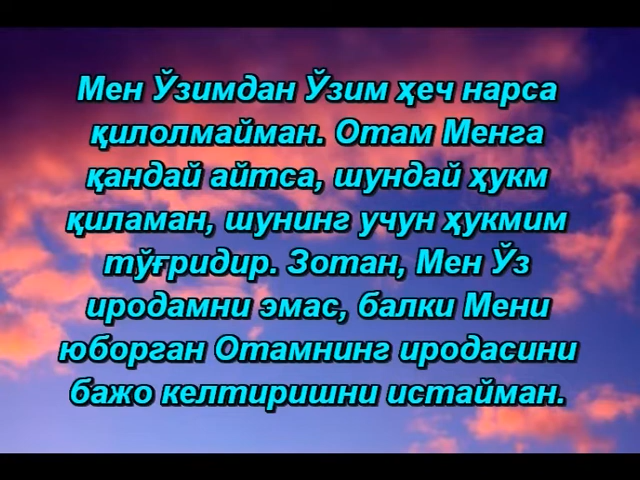 Мен Ўзимдан Ўзим ҳеч нарса
қилолмайман. Отам Менга
қандай айтса, шундай ҳукм
қиламан, шунинг учун ҳукмим
тўғридир. Зотан, Мен Ўз
иродамни эмас, балки Мени
юборган Отамнинг иродасини
бажо келтиришни истайман.